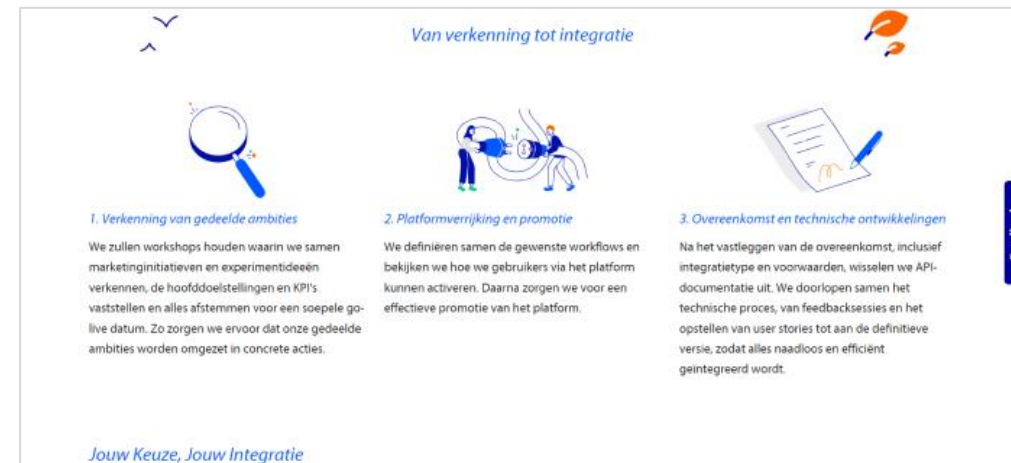 Van verkenning tot integratie
1. Verkenning van gedeelde ambities
We zullen workshops houden waarin we samen
marketinginitiatieven en experimentideeën
verkennen, de hoofddoelstellingen en KPI's
vaststellen en alles afstemmen voor een soepele go-
live datum. Zo zorgen we ervoor dat onze gedeelde
ambities worden omgezet in concrete acties.
2. Platformverrijking en promotie
We definiëren samen de gewenste workflows en
bekijken we hoe we gebruikers via het platform
kunnen activeren. Daarna zorgen we voor een
effectieve promotie van het platform.
3. Overeenkomst en technische ontwikkelingen
Na het vastleggen van de overeenkomst, inclusief
integratietype en voorwaarden, wisselen we API-
documentatie uit. We doorlopen samen het
technische proces, van feedbacksessies en het
opstellen van user stories tot aan de definitieve
versie, zodat alles naadloos en efficiënt
geïntegreerd wordt.
Jouw Keuze, Jouw Integratie